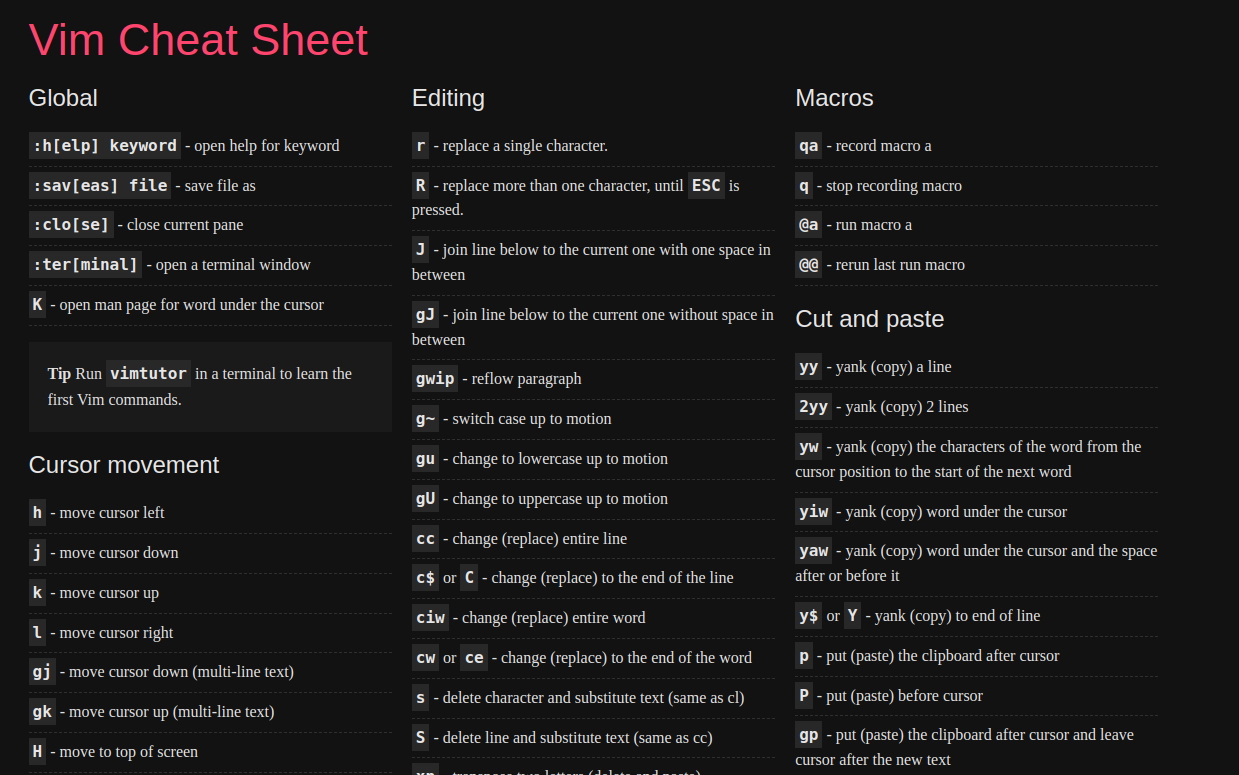 Vim Cheat Sheet
Global
:h[elp] keyword - open help for keyword
:sav[eas] file - save file as
:clo[se] - close current pane
:ter[minal] - open a terminal window
K - open man page for word under the cursor
Tip Run vimtutor in a terminal to learn the
first Vim commands.
Cursor movement
h - move cursor left
j - move cursor down
k - move cursor up
l - move cursor right
gj - move cursor down (multi-line text)
gk - move cursor up (multi-line text)
H - move to top of screen
Editing
r - replace a single character.
R - replace more than one character, until ESC is
pressed.
J - join line below to the current one with one space in
between
gJ - join line below to the current one without space in
between
gwip - reflow paragraph
g~ - switch case up to motion
gu - change to lowercase up to motion
gU - change to uppercase up to motion
cc - change (replace) entire line
c$ or C - change (replace) to the end of the line
ciw - change (replace) entire word
cw or ce - change (replace) to the end of the word
s - delete character and substitute text (same as cl)
S - delete line and substitute text (same as cc)
xp - transpose two letters (delete and paste)
Macros
qa - record macro a
q - stop recording macro
@a - run macro a
@@ - rerun last run macro
Cut and paste
yy - yank (copy) a line
2yy - yank (copy) 2 lines
yw - yank (copy) the characters of the word from the
cursor position to the start of the next word
yiw - yank (copy) word under the cursor
yaw - yank (copy) word under the cursor and the space
after or before it
y$ or Y - yank (copy) to end of line
p - put (paste) the clipboard after cursor
P - put (paste) before cursor
gp - put (paste) the clipboard after cursor and leave
cursor after the new text